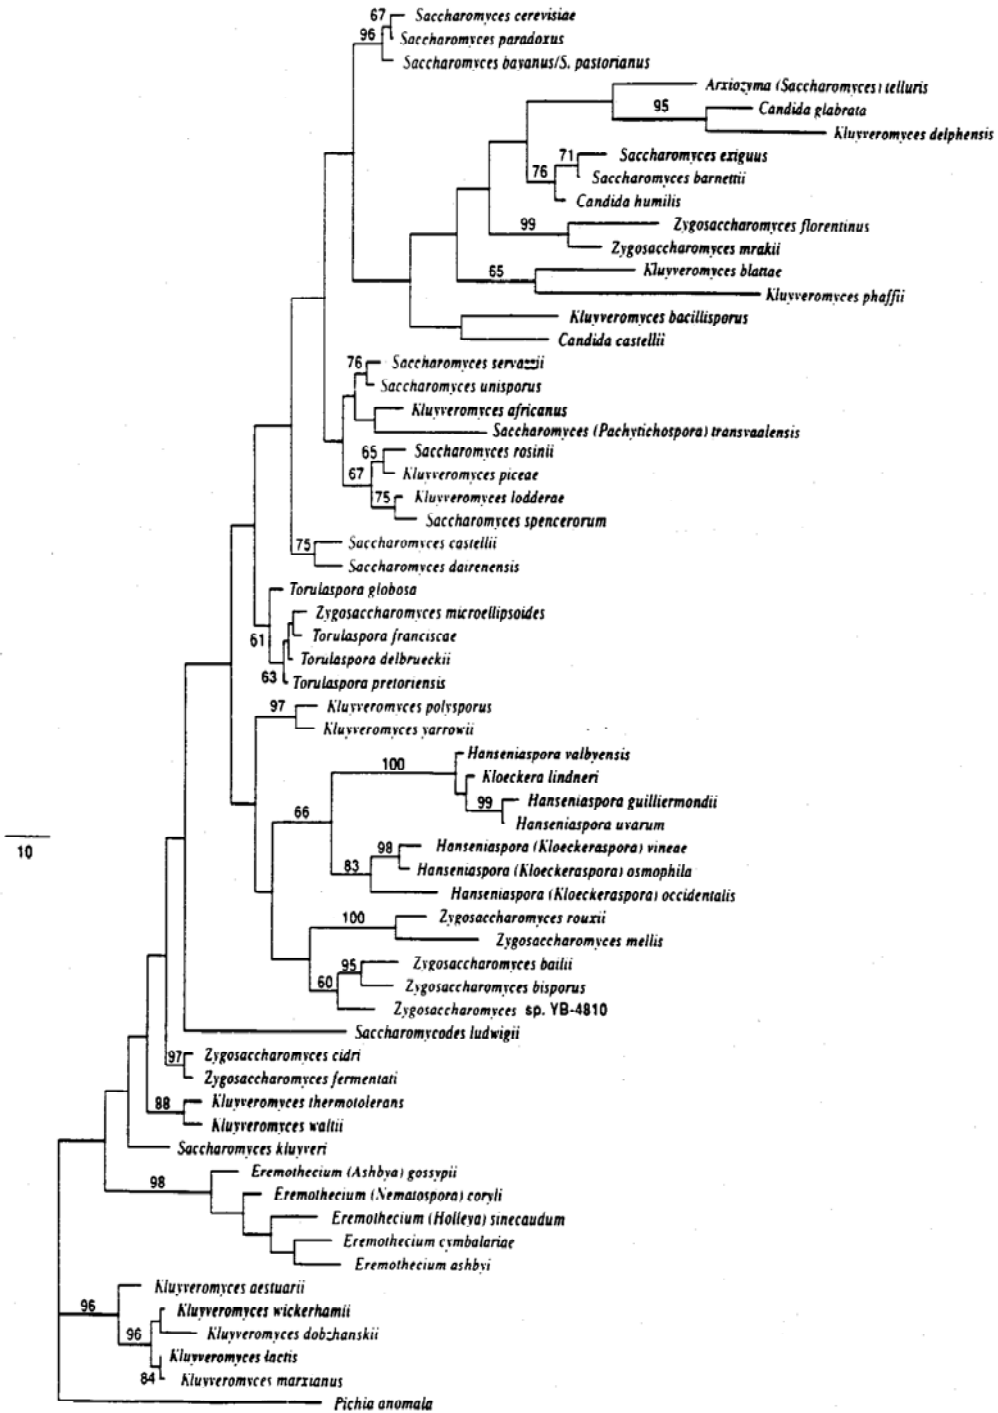 67 Saccharomyces cerevisiae
96 Saccharomyces paradoxus
Saccharomyces bayanus/S. pastorianus
Arxiozyma (Saccharomyces) telluris
95 Candida glabrata
Kluyveromyces delphensis
71 Saccharomyces exiguus
76 Saccharomyces barnettii
Candida humilis
99 Zygosaccharomyces florentinus
Zygosaccharomyces mrakii
65 Kluyveromyces blattae
Kluyveromyces phaffii
Kluyveromyces bacillisporus
Candida castellii
76 Saccharomyces servazzii
Saccharomyces unisporus
Kluyveromyces africanus
Saccharomyces (Pachytichospora) transvaalensis
65 Saccharomyces rosinii
67 Kluyveromyces piceae
75 Kluyveromyces lodderae
Saccharomyces spencerorum
75 Saccharomyces castellii
Saccharomyces dairenensis
Torulaspora globosa
Zygosaccharomyces microellipsoides
61 Torulaspora franciscae
Torulaspora delbrueckii
63 Torulaspora pretoriensis
97 Kluyveromyces polysporus
Kluyveromyces yarrowii
Hanseniaspora valbyensis
100 Kloeckera lindneri
99 Hanseniaspora guilliermondii
66 Hanseniaspora uvarum
10
98 Hanseniaspora (Kloeckeraspora) vineae
83 Hanseniaspora (Kloeckeraspora) osmophila
Hanseniaspora (Kloeckeraspora) occidentalis
100 Zygosaccharomyces rouxii
Zygosaccharomyces mellis
95 Zygosaccharomyces bailii
60 Zygosaccharomyces bisporus
Zygosaccharomyces sp. YB-4810
Saccharomycodes ludwigii
97 Zygosaccharomyces cidri
Zygosaccharomyces fermentati
88 Kluyveromyces thermotolerans
Kluyveromyces waltii
Saccharomyces kluyveri
98 Eremothecium (Ashbya) gossypii
Eremothecium (Nematospora) coryli
Eremothecium (Holleya) sinecaudum
Eremothecium cymbalariae
Eremothecium ashbyi
Kluyveromyces aestuarii
96 Kluyveromyces wickerhamii
96 Kluyveromyces dobzhanskii
Kluyveromyces lactis
84 Kluyveromyces marxianus
Pichia anomala